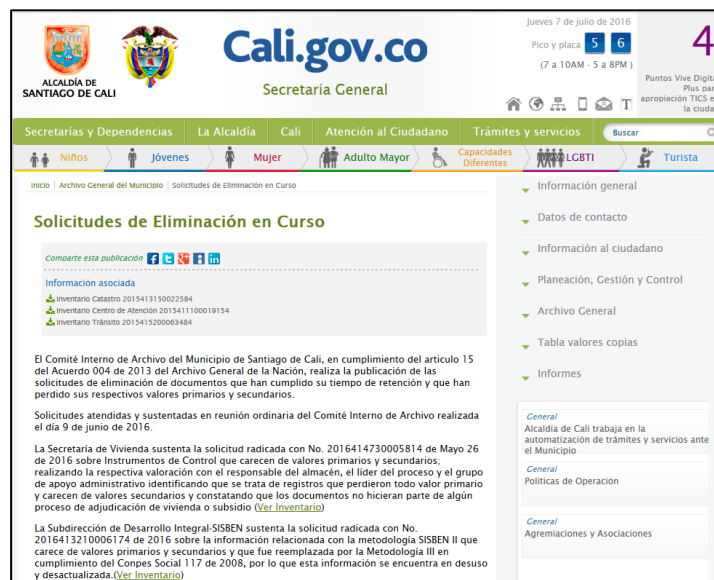 Jueves 7 de julio de 2016
Pico y placa 5 6
(7 a 10AM - 5 a 8PM )
4
Cali.gov.co
Secretaría General
ALCALDÍA DE
SANTIAGO DE CALI
Puntos Vive Digita
Plus par
apropiación TICS e
la ciuda
T
Secretarías y Dependencias La Alcaldía Cali Atención al Ciudadano Trámites y servicios Buscar
Niños Jóvenes Mujer Adulto Mayor Capacidades Diferentes LGBTI Turista
Inicio | Archivo General del Municipio | Solicitudes de Eliminación en Curso
Solicitudes de Eliminación en Curso
Comparte esta publicación
Información asociada
Inventario Catastro 2015413150022584
Inventario Centro de Atención 2015411100019154
Inventario Tránsito 2015415200063484
El Comité Interno de Archivo del Municipio de Santiago de Cali, en cumplimiento del articulo 15
del Acuerdo 004 de 2013 del Archivo General de la Nación, realiza la publicación de las
solicitudes de eliminación de documentos que han cumplido su tiempo de retención y que han
perdido sus respectivos valores primarios y secundarios.
Solicitudes atendidas y sustentadas en reunión ordinaria del Comité Interno de Archivo realizada
el día 9 de junio de 2016.
La Secretaría de Vivienda sustenta la solicitud radicada con No. 2016414730005814 de Mayo 26
de 2016 sobre Instrumentos de Control que carecen de valores primarios y secundarios;
realizando la respectiva valoración con el responsable del almacén, el líder del proceso y el grupo
de apoyo administrativo identificando que se trata de registros que perdieron todo valor primario
y carecen de valores secundarios y constatando que los documentos no hicieran parte de algún
proceso de adjudicación de vivienda o subsidio (Ver Inventario)
La Subdirección de Desarrollo Integral-SISBEN sustenta la solicitud radicada con No.
2016413210006174 de 2016 sobre la información relacionada con la metodología SISBEN II que
carece de valores primarios y secundarios y que fue reemplazada por la Metodología III en
cumplimiento del Conpes Social 117 de 2008, por lo que esta información se encuentra en desuso
y desactualizada.(Ver Inventario)
Información general
Datos de contacto
Información al ciudadano
Planeación, Gestión y Control
Archivo General
Tabla valores copias
Informes
General
Alcaldía de Cali trabaja en la
automatización de trámites y servicios ante
el Municipio
General
Políticas de Operación
General
Agremiaciones y Asociaciones